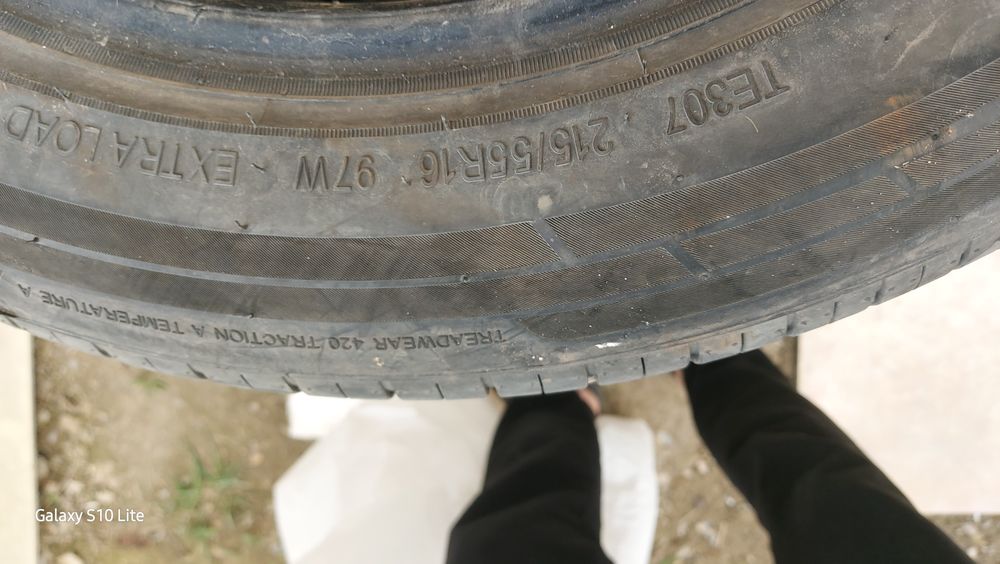 TE307 . 215/55R16 97W - EXTRA LOAD
TREADWEAR 420 TRACTION A TEMPERATURE A
Galaxy S10 Lite